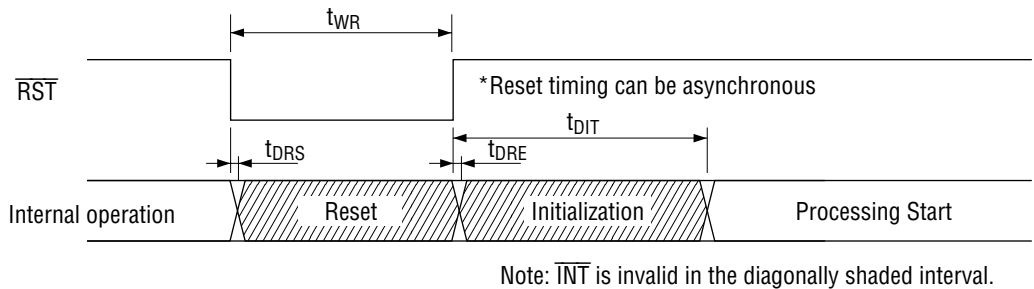 tWR
RST
*Reset timing can be asynchronous
tDIT
tDRS
tDRE
Internal operation
Reset
Initialization
Processing Start
Note: INT is invalid in the diagonally shaded interval.